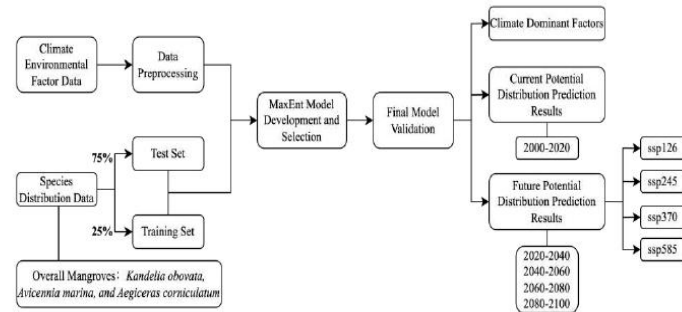 Climate
Environmental
Factor Data
Data
Preprocessing
MaxEnt Model
Development and
Selection
Final Model
Validation
Climate Dominant Factors
Current Potential
Distribution Prediction
Results
2000-2020
Future Potential
Distribution Prediction
Results
2020-2040
2040-2060
2060-2080
2080-2100
ssp126
ssp245
ssp370
ssp585
Species
Distribution Data
75%
Test Set
25%
Training Set
Overall Mangroves: Kandelia obovata,
Avicennia marina, and Aegiceras corniculatum